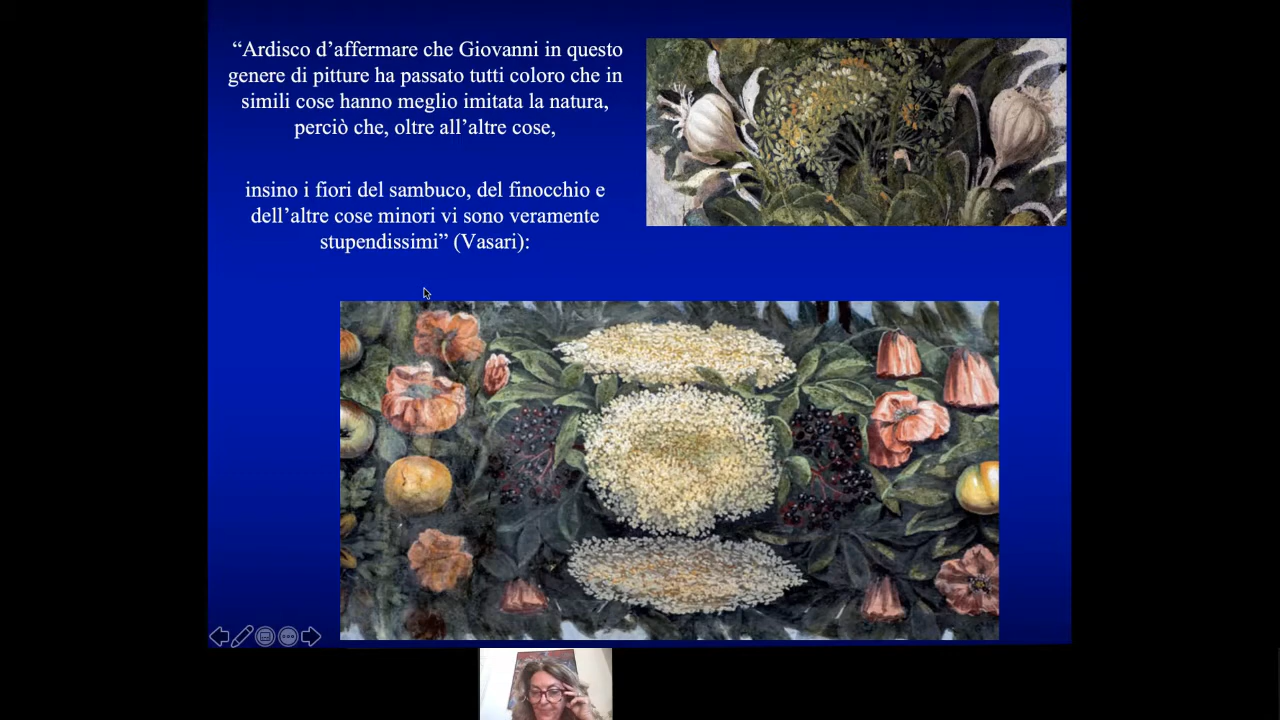 “Ardisco d’affermare che Giovanni in questo
genere di pitture ha passato tutti coloro che in
simili cose hanno meglio imitata la natura,
perciò che, oltre all’altre cose,
insino i fiori del sambuco, del finocchio e
dell’altre cose minori vi sono veramente
stupendissimi” (Vasari):